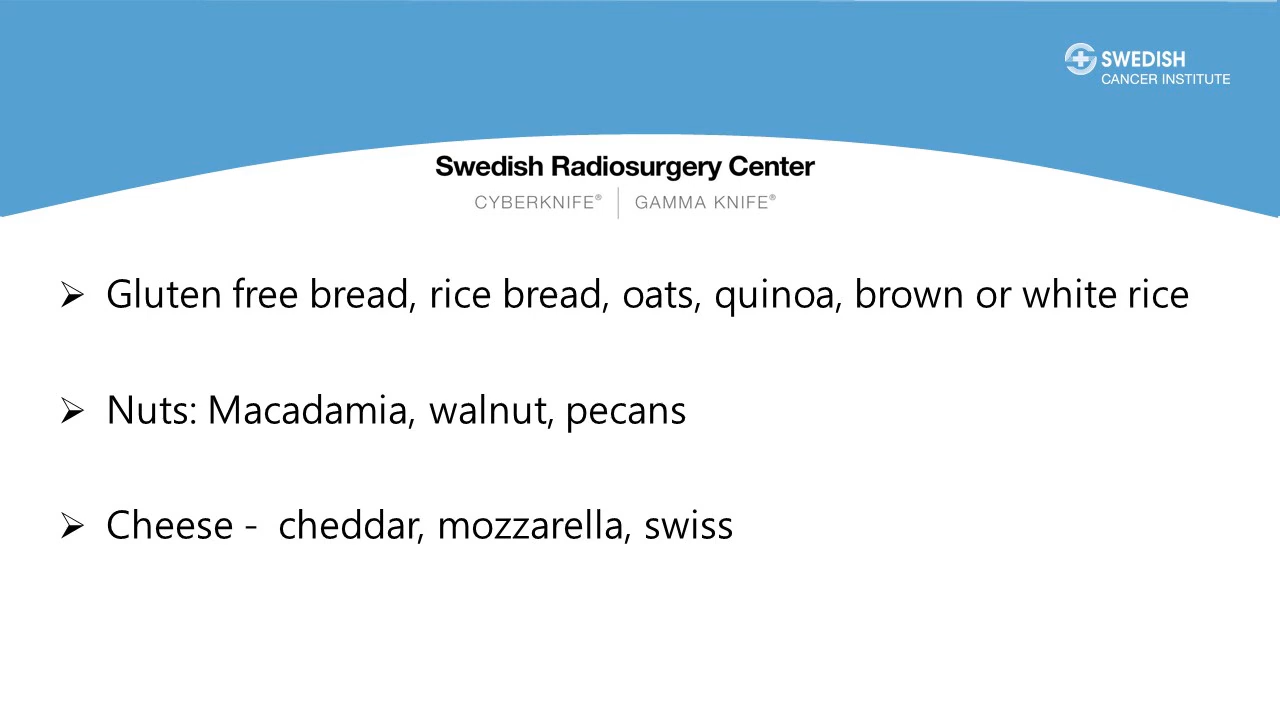 SWEDISH
CANCER INSTITUTE
Swedish Radiosurgery Center
CYBERKNIFE® | GAMMA KNIFE®
➢ Gluten free bread, rice bread, oats, quinoa, brown or white rice
➢ Nuts: Macadamia, walnut, pecans
➢ Cheese - cheddar, mozzarella, swiss